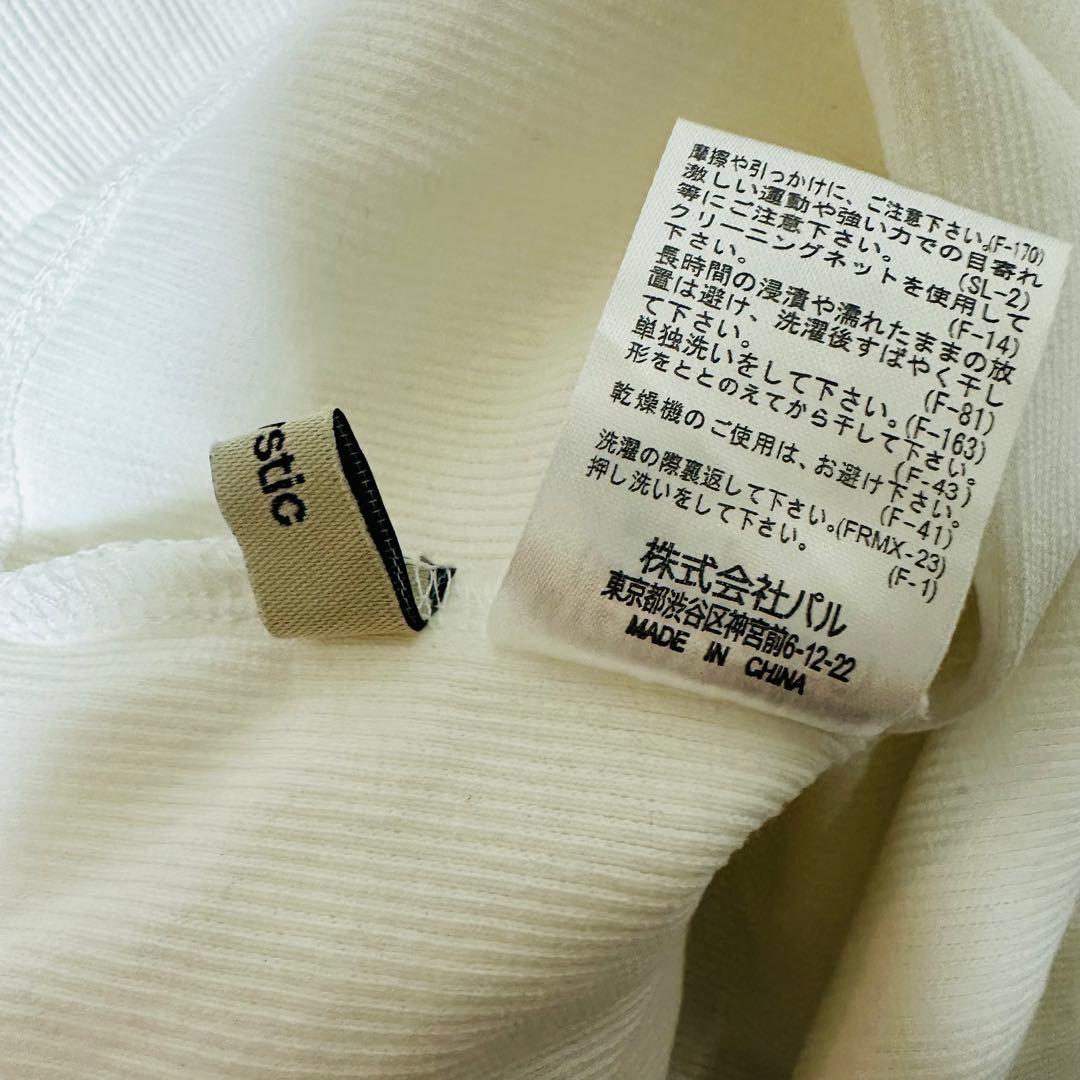 stic
摩擦や引っかけに、ご注意下さい。(F-170)
激しい運動や強い力での目寄れ
等にご注意下さい。 (SL-2)
クリーニングネットを使用して
下さい。 (F-14)
長時間の浸漬や濡れたままの放
置は避け、洗濯後すばやく干し
て下さい。 (F-81)
単独洗いをして下さい。(F-163)
形をととのえてから干して下さい。
(F-43)
乾燥機のご使用は、お避け下さい。
(F-41)
洗濯の際裏返して下さい。(FRMX-23)
押し洗いをして下さい。 (F-1)
株式会社パル
東京都渋谷区神宮前6-12-22
MADE IN CHINA